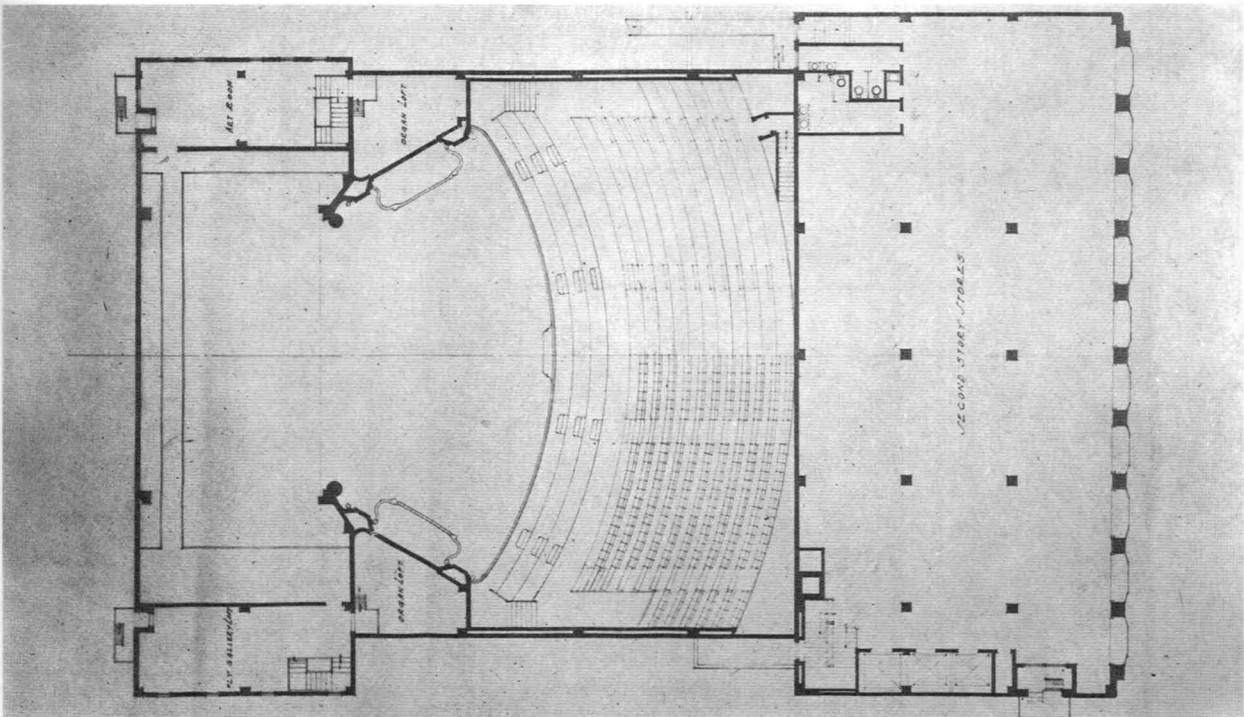 ART ROOM
ORGAN LOFT
SECOND STORY STORES
ORGAN LOFT
FLY GALLERY LOFT